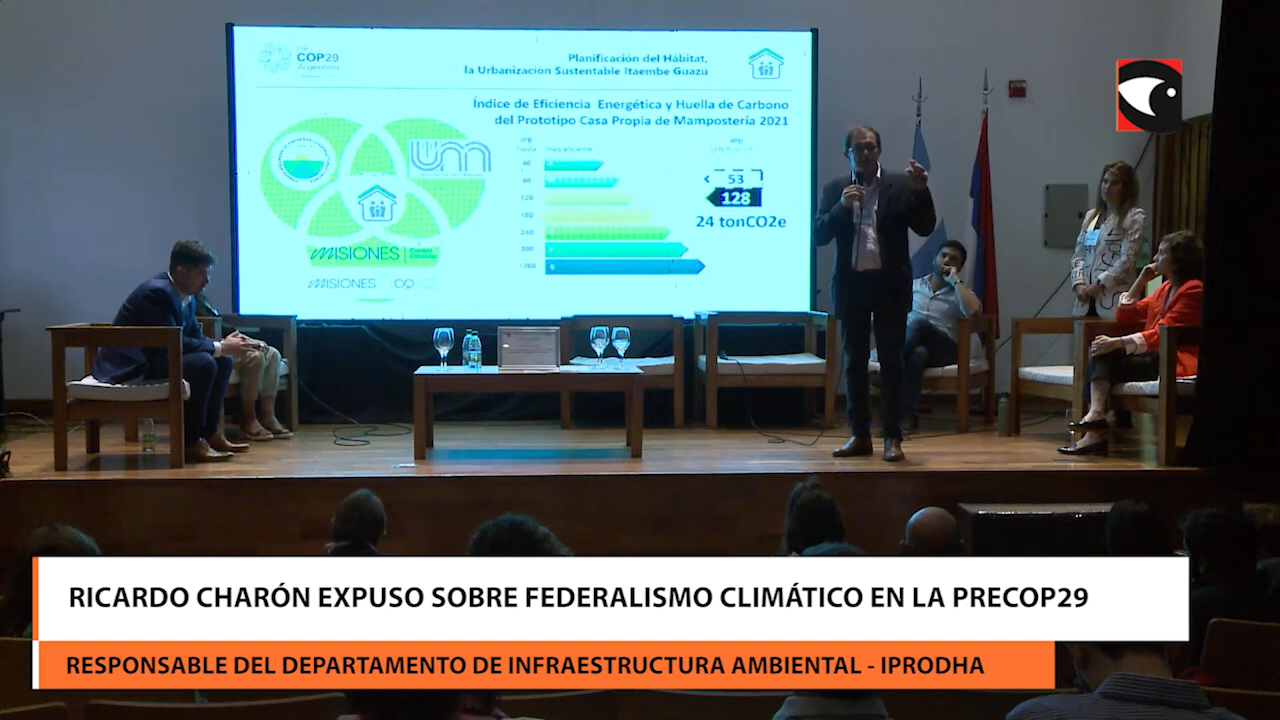 COP29
Argentina
Planificación del Hábitat,
la Urbanización Sustentable Itaembe Guazú
Índice de Eficiencia Energética y Huella de Carbono
del Prototipo Casa Propia de Mampostería 2021
MISIONES
MISIONES
53
128
24 tonCO2e
RICARDO CHARÓN EXPUSO SOBRE FEDERALISMO CLIMÁTICO EN LA PRECOP29
RESPONSABLE DEL DEPARTAMENTO DE INFRAESTRUCTURA AMBIENTAL - IPRODHA